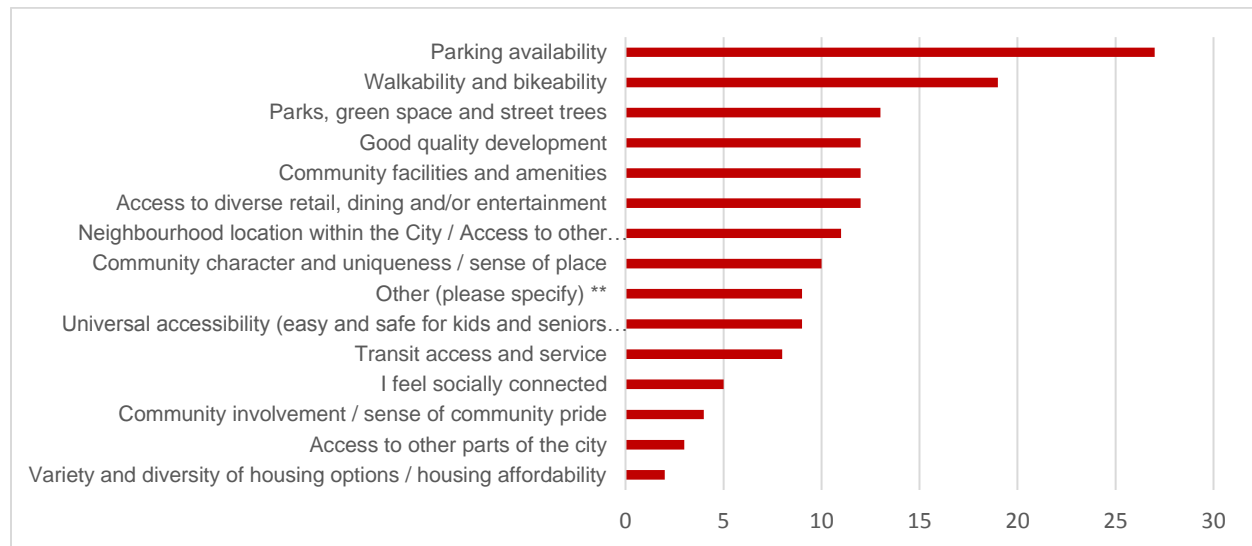 Parking availability
Walkability and bikeability
Parks, green space and street trees
Good quality development
Community facilities and amenities
Access to diverse retail, dining and/or entertainment
Neighbourhood location within the City / Access to other…
Community character and uniqueness / sense of place
Other (please specify) **
Universal accessibility (easy and safe for kids and seniors…
Transit access and service
I feel socially connected
Community involvement / sense of community pride
Access to other parts of the city
Variety and diversity of housing options / housing affordability
0 5 10 15 20 25 30